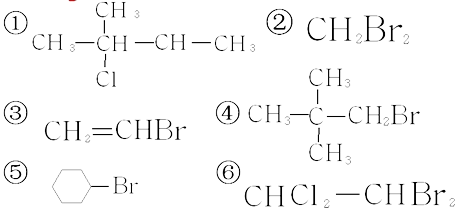 ① CH₃
CH₃—CH—CH—CH₃
Cl
② CH₂Br₂
③ CH₂=CHBr
④ CH₃
CH₃—C—CH₂Br
CH₃
⑤ —Br
⑥ CHCl₂—CHBr₂